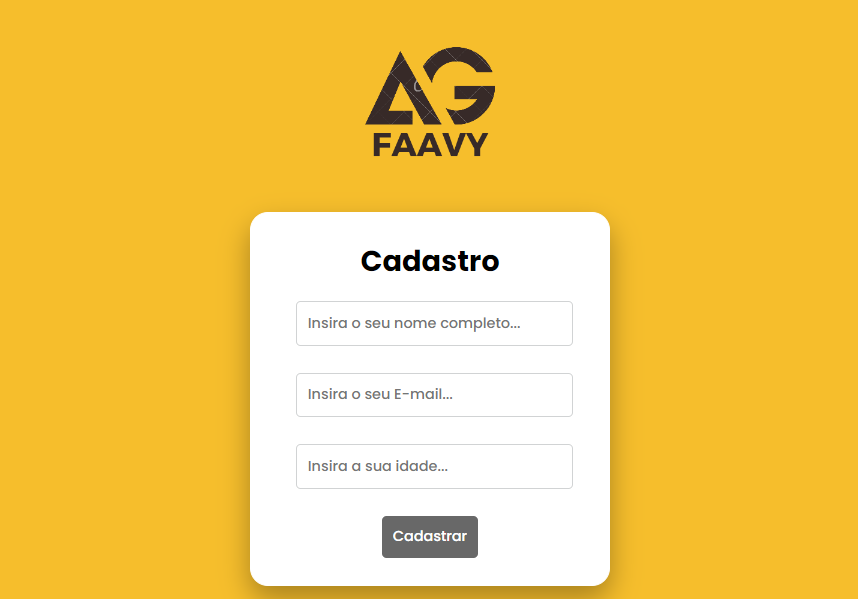 AG
FAAVY
Cadastro
Insira o seu nome completo...
Insira o seu E-mail...
Insira a sua idade...
Cadastrar